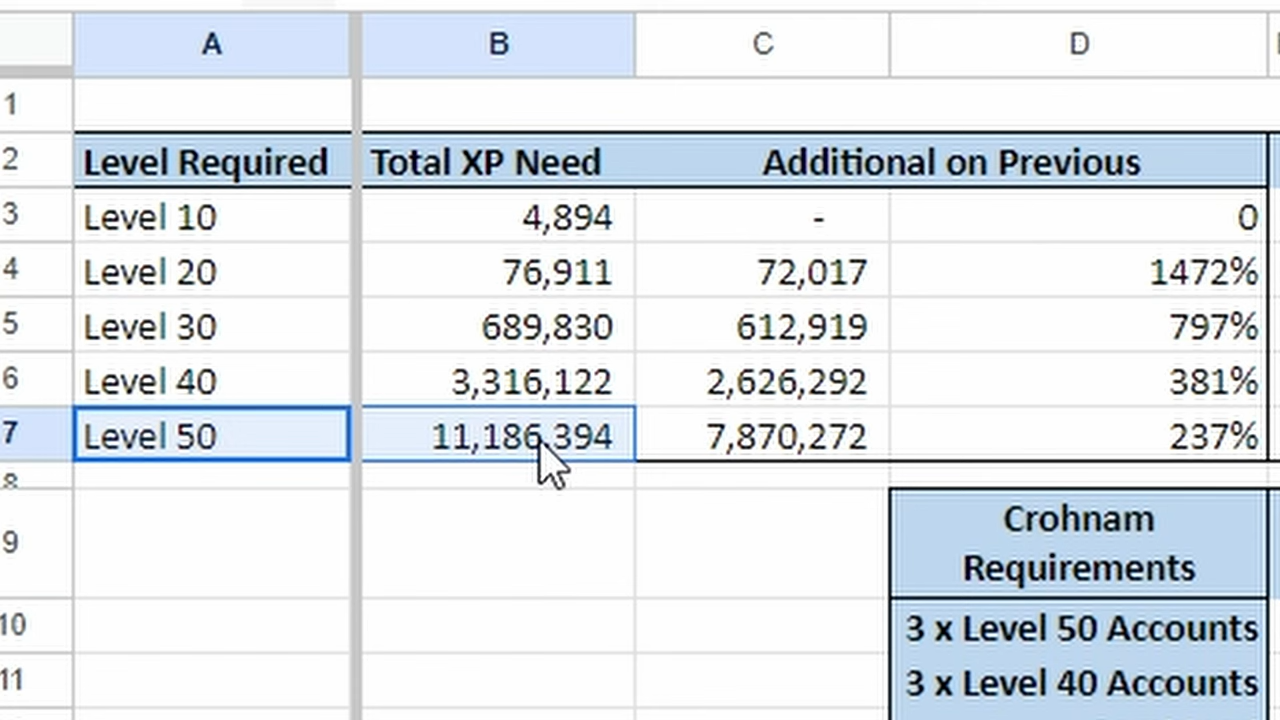 A B C D
1
2 Level Required Total XP Need Additional on Previous
3 Level 10 4,894 - 0
4 Level 20 76,911 72,017 1472%
5 Level 30 689,830 612,919 797%
6 Level 40 3,316,122 2,626,292 381%
7 Level 50 11,186,394 7,870,272 237%
8
9 Crohnam
Requirements
10 3 x Level 50 Accounts
11 3 x Level 40 Accounts